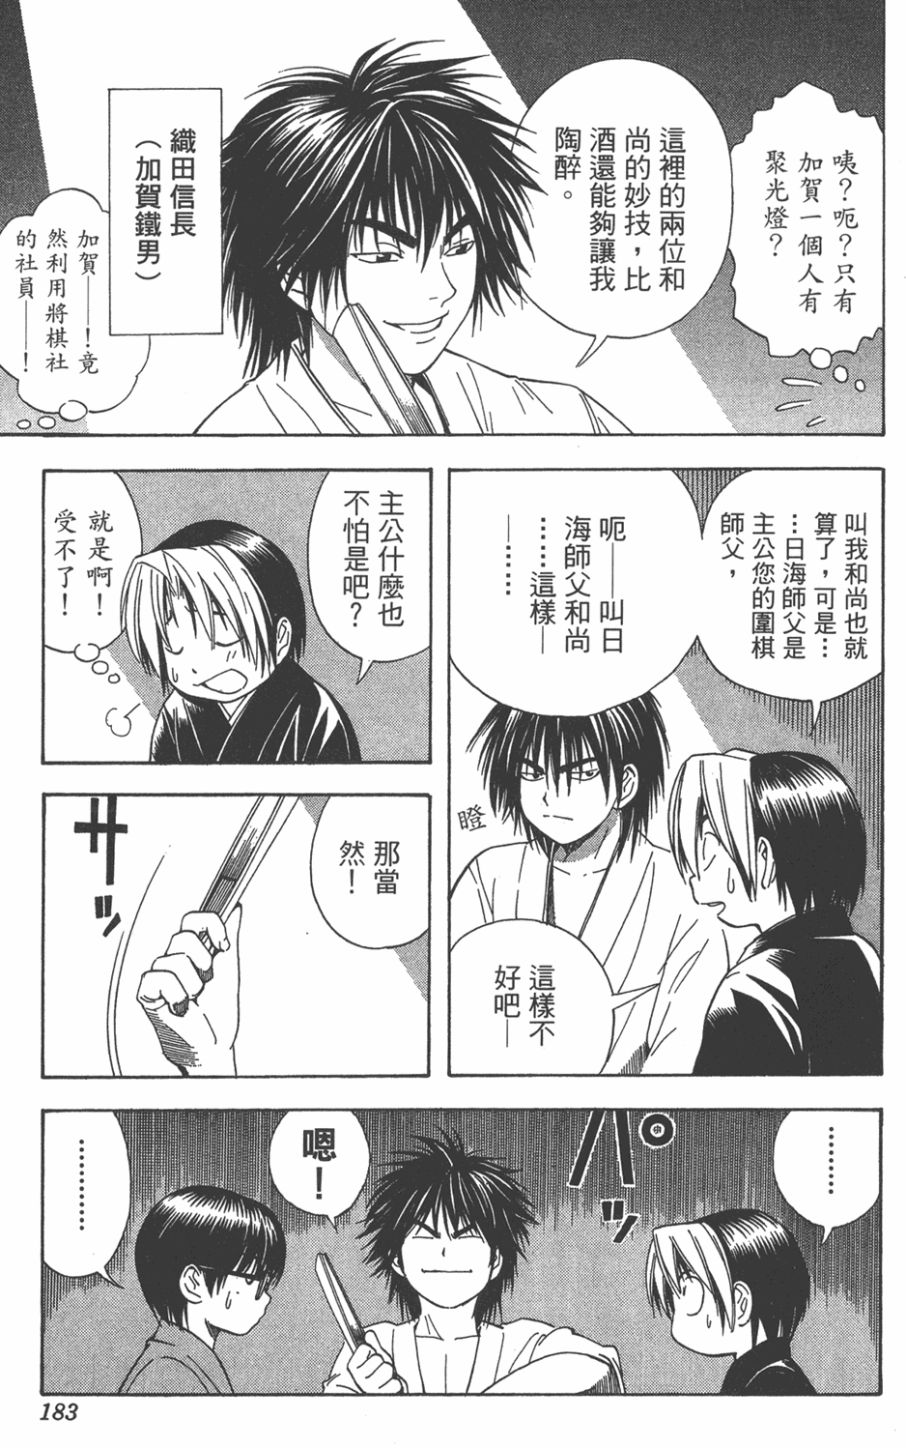 咦?呃?只有
加賀一個人有
聚光燈?
這裡的兩位和
尚的妙技,比
酒還能夠讓我
陶醉。
織田信長
(加賀鐵男)
加賀——!竟
然利用將棋社
的社員——!
叫我和尚也就
算了,可是…
…日海師父是
主公您的圍棋
師父,
呃——叫日
海師父和尚
……這樣—
—……
瞪
這樣不
好吧—
主公什麼也
不怕是吧?
就是啊!
受不了!
那當
然!
サッ
………
パッ
嗯!
…………
183